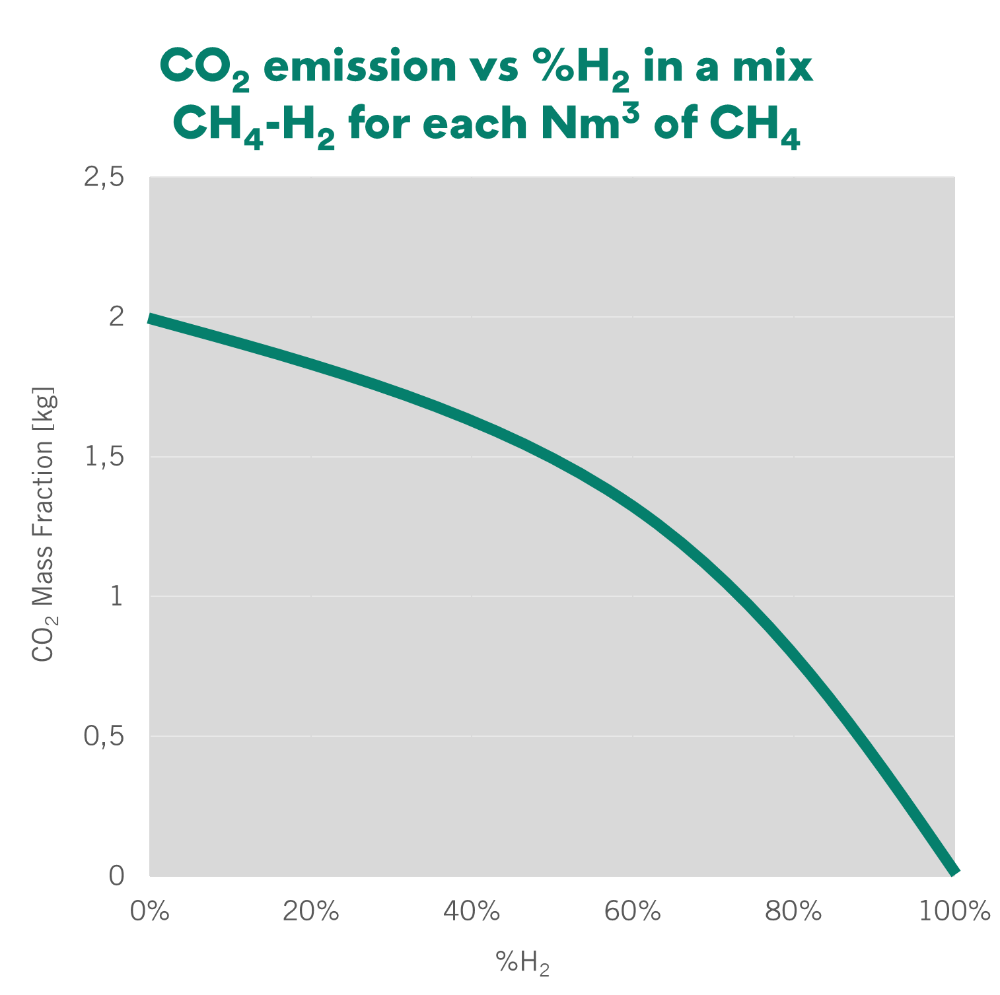 CO₂ emission vs %H₂ in a mix
CH₄-H₂ for each Nm³ of CH₄
2,5
2
1,5
1
0,5
0
CO₂ Mass Fraction [kg]
0% 20% 40% 60% 80% 100%
%H₂